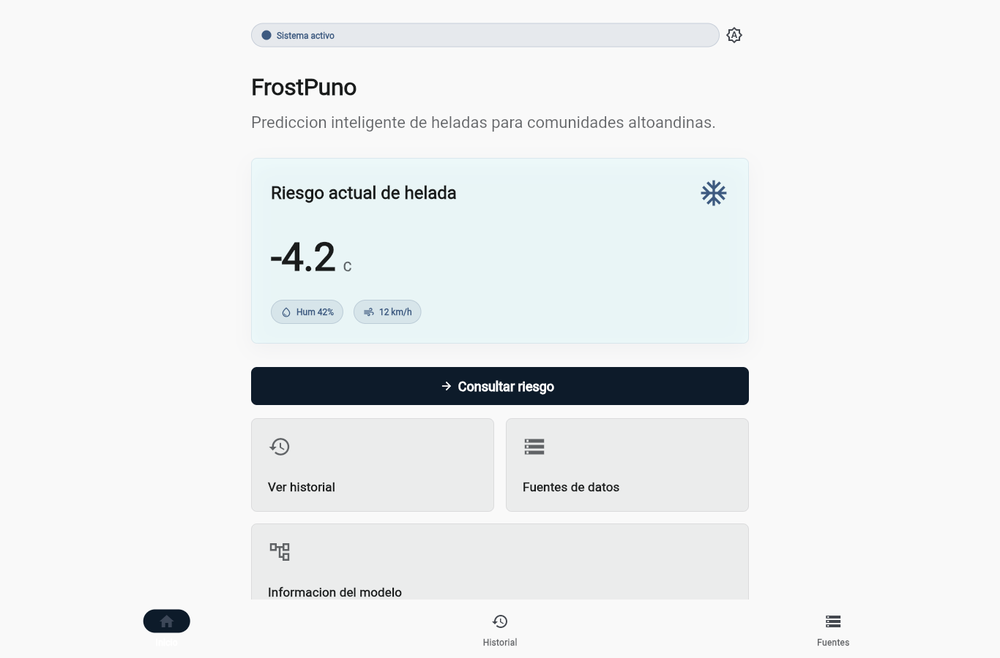 Sistema activo
A
FrostPuno
Prediccion inteligente de heladas para comunidades altoandinas.
Riesgo actual de helada
-4.2 C
Hum 42%
12 km/h
Consultar riesgo
Ver historial
Fuentes de datos
Informacion del modelo
Historial
Fuentes